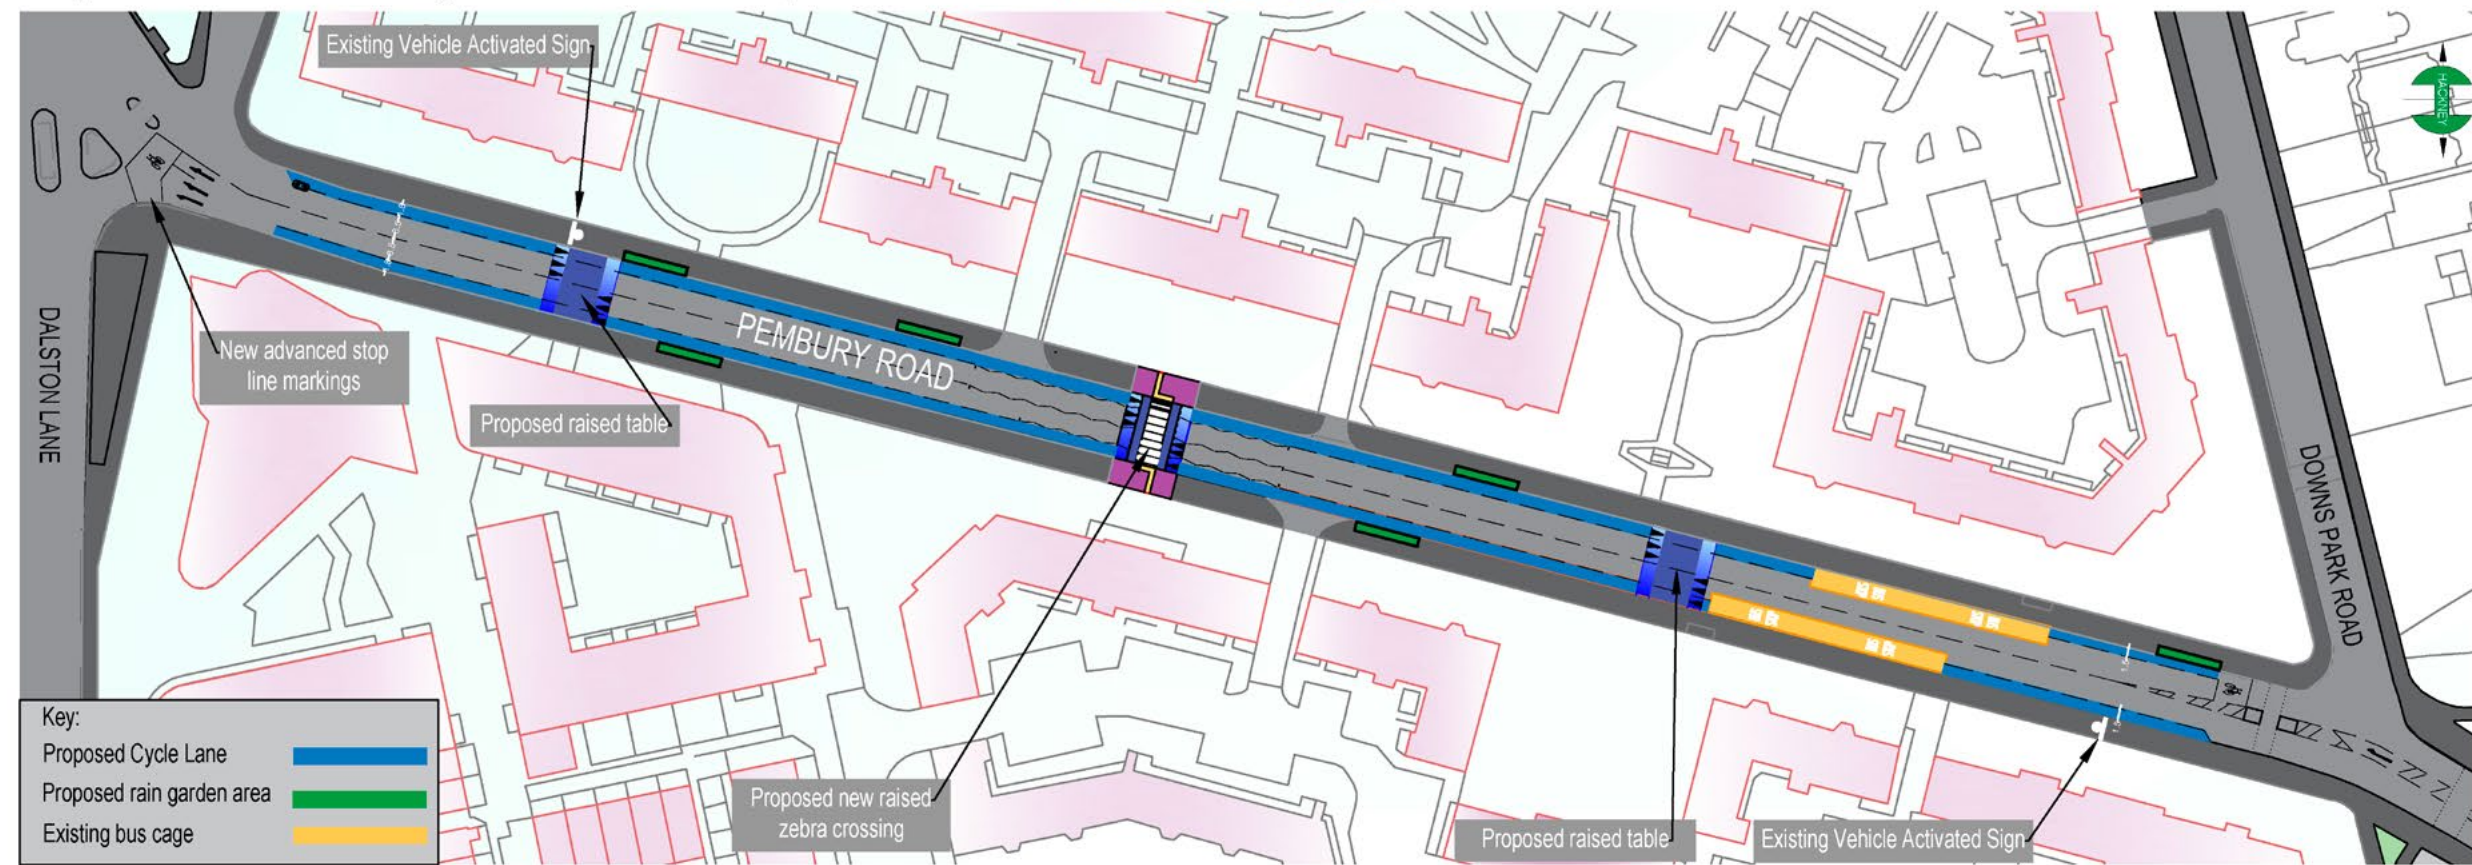 Existing Vehicle Activated Sign
HACKNEY
DALSTON LANE
New advanced stop
line markings
PEMBURY ROAD
Proposed raised table
DOWNS PARK ROAD
Key:
Proposed Cycle Lane
Proposed rain garden area
Existing bus cage
Proposed new raised
zebra crossing
Proposed raised table
Existing Vehicle Activated Sign